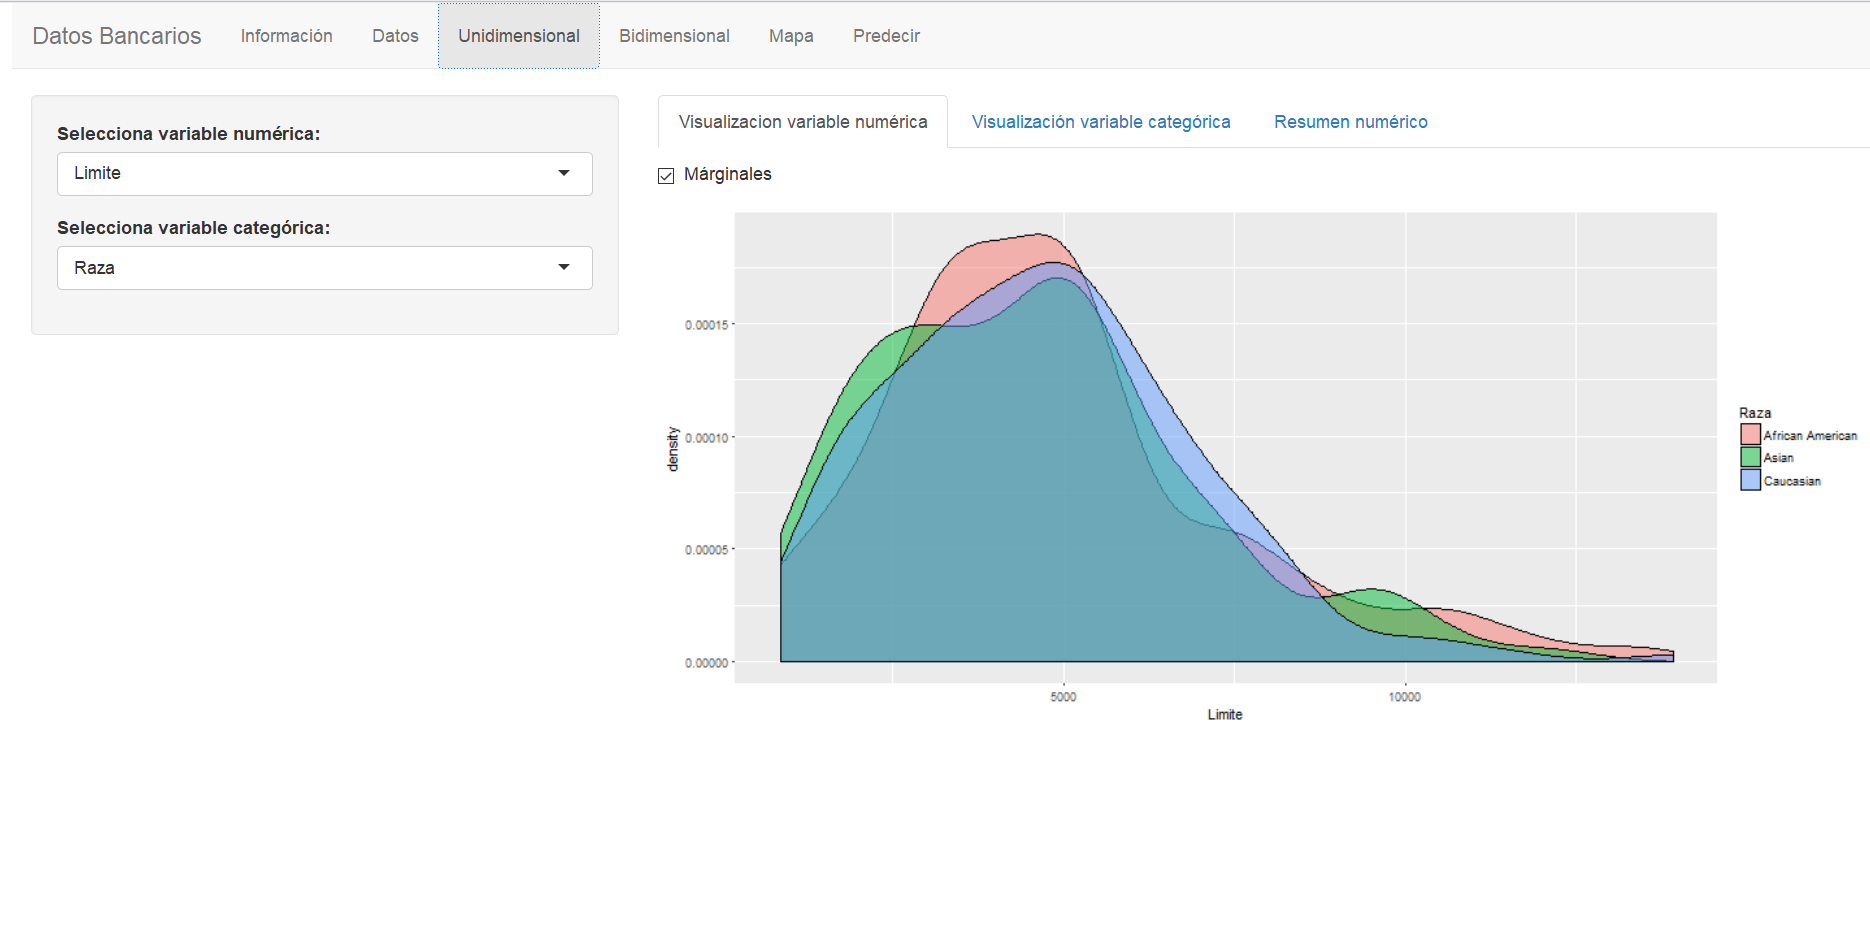 Datos Bancarios Información Datos Unidimensional Bidimensional Mapa Predecir
Selecciona variable numérica:
Limite
Selecciona variable categórica:
Raza
Visualizacion variable numérica Visualización variable categórica Resumen numérico
Márginales
density
0.00015
0.00010
0.00005
0.00000
5000 10000
Limite
Raza
African American
Asian
Caucasian